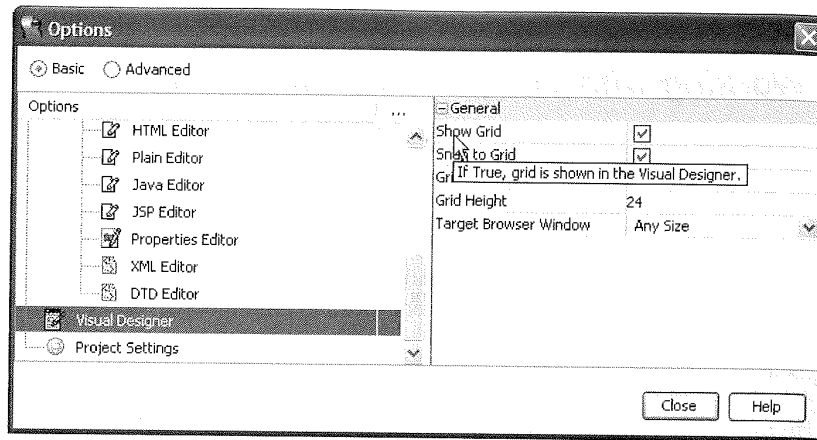 Options
Basic Advanced
Options ...
HTML Editor
Plain Editor
Java Editor
JSP Editor
Properties Editor
XML Editor
DTD Editor
Visual Designer
Project Settings
General
Show Grid
to Grid
If True, grid is shown in the Visual Designer.
Grid Height 24
Target Browser Window Any Size
Close Help